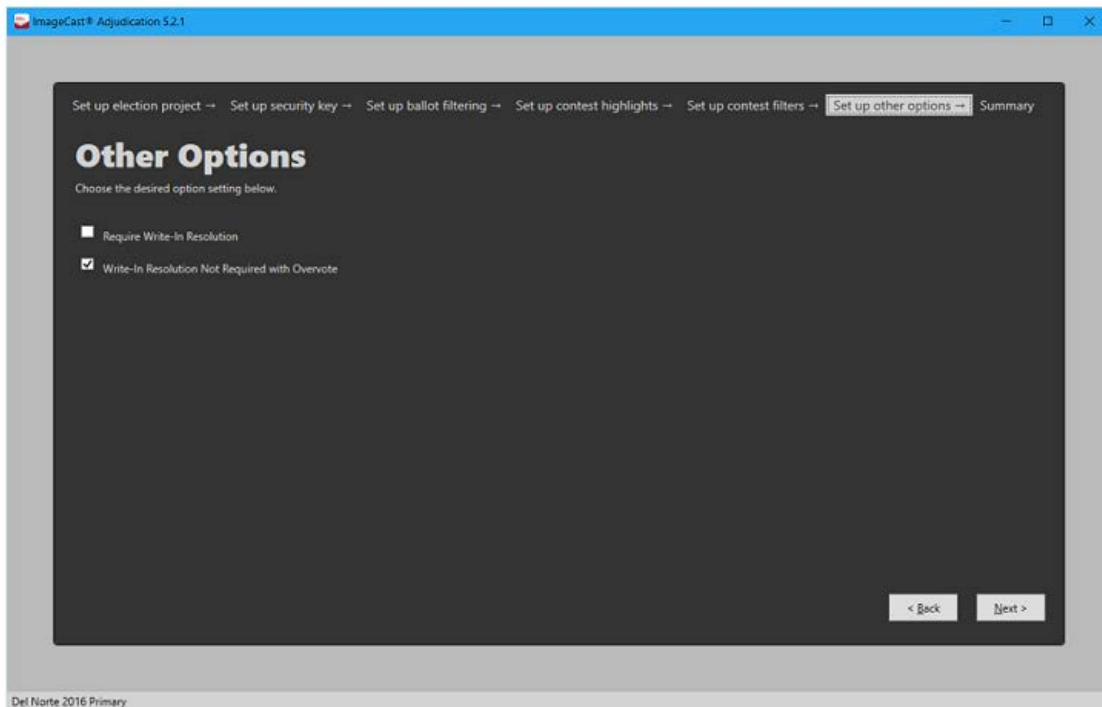 ImageCast® Adjudication 5.2.1
Set up election project → Set up security key → Set up ballot filtering → Set up contest highlights → Set up contest filters → Set up other options → Summary
Other Options
Choose the desired option setting below.
Require Write-In Resolution
Write-In Resolution Not Required with Overvote
< Back Next >
Del Norte 2016 Primary